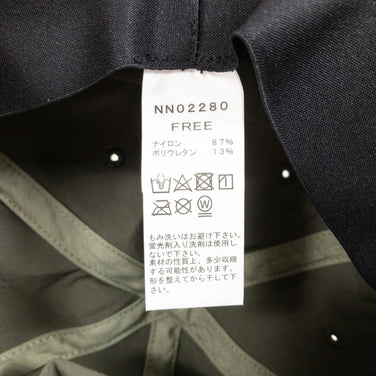 NN02280
FREE
ナイロン 87%
ポリウレタン 13%
もみ洗いはお避け下さい。
蛍光剤入り洗剤は使用し
ないで下さい。
素材の性質上、多少収縮
する可能性があります。
形を整えてから干して下
さい。